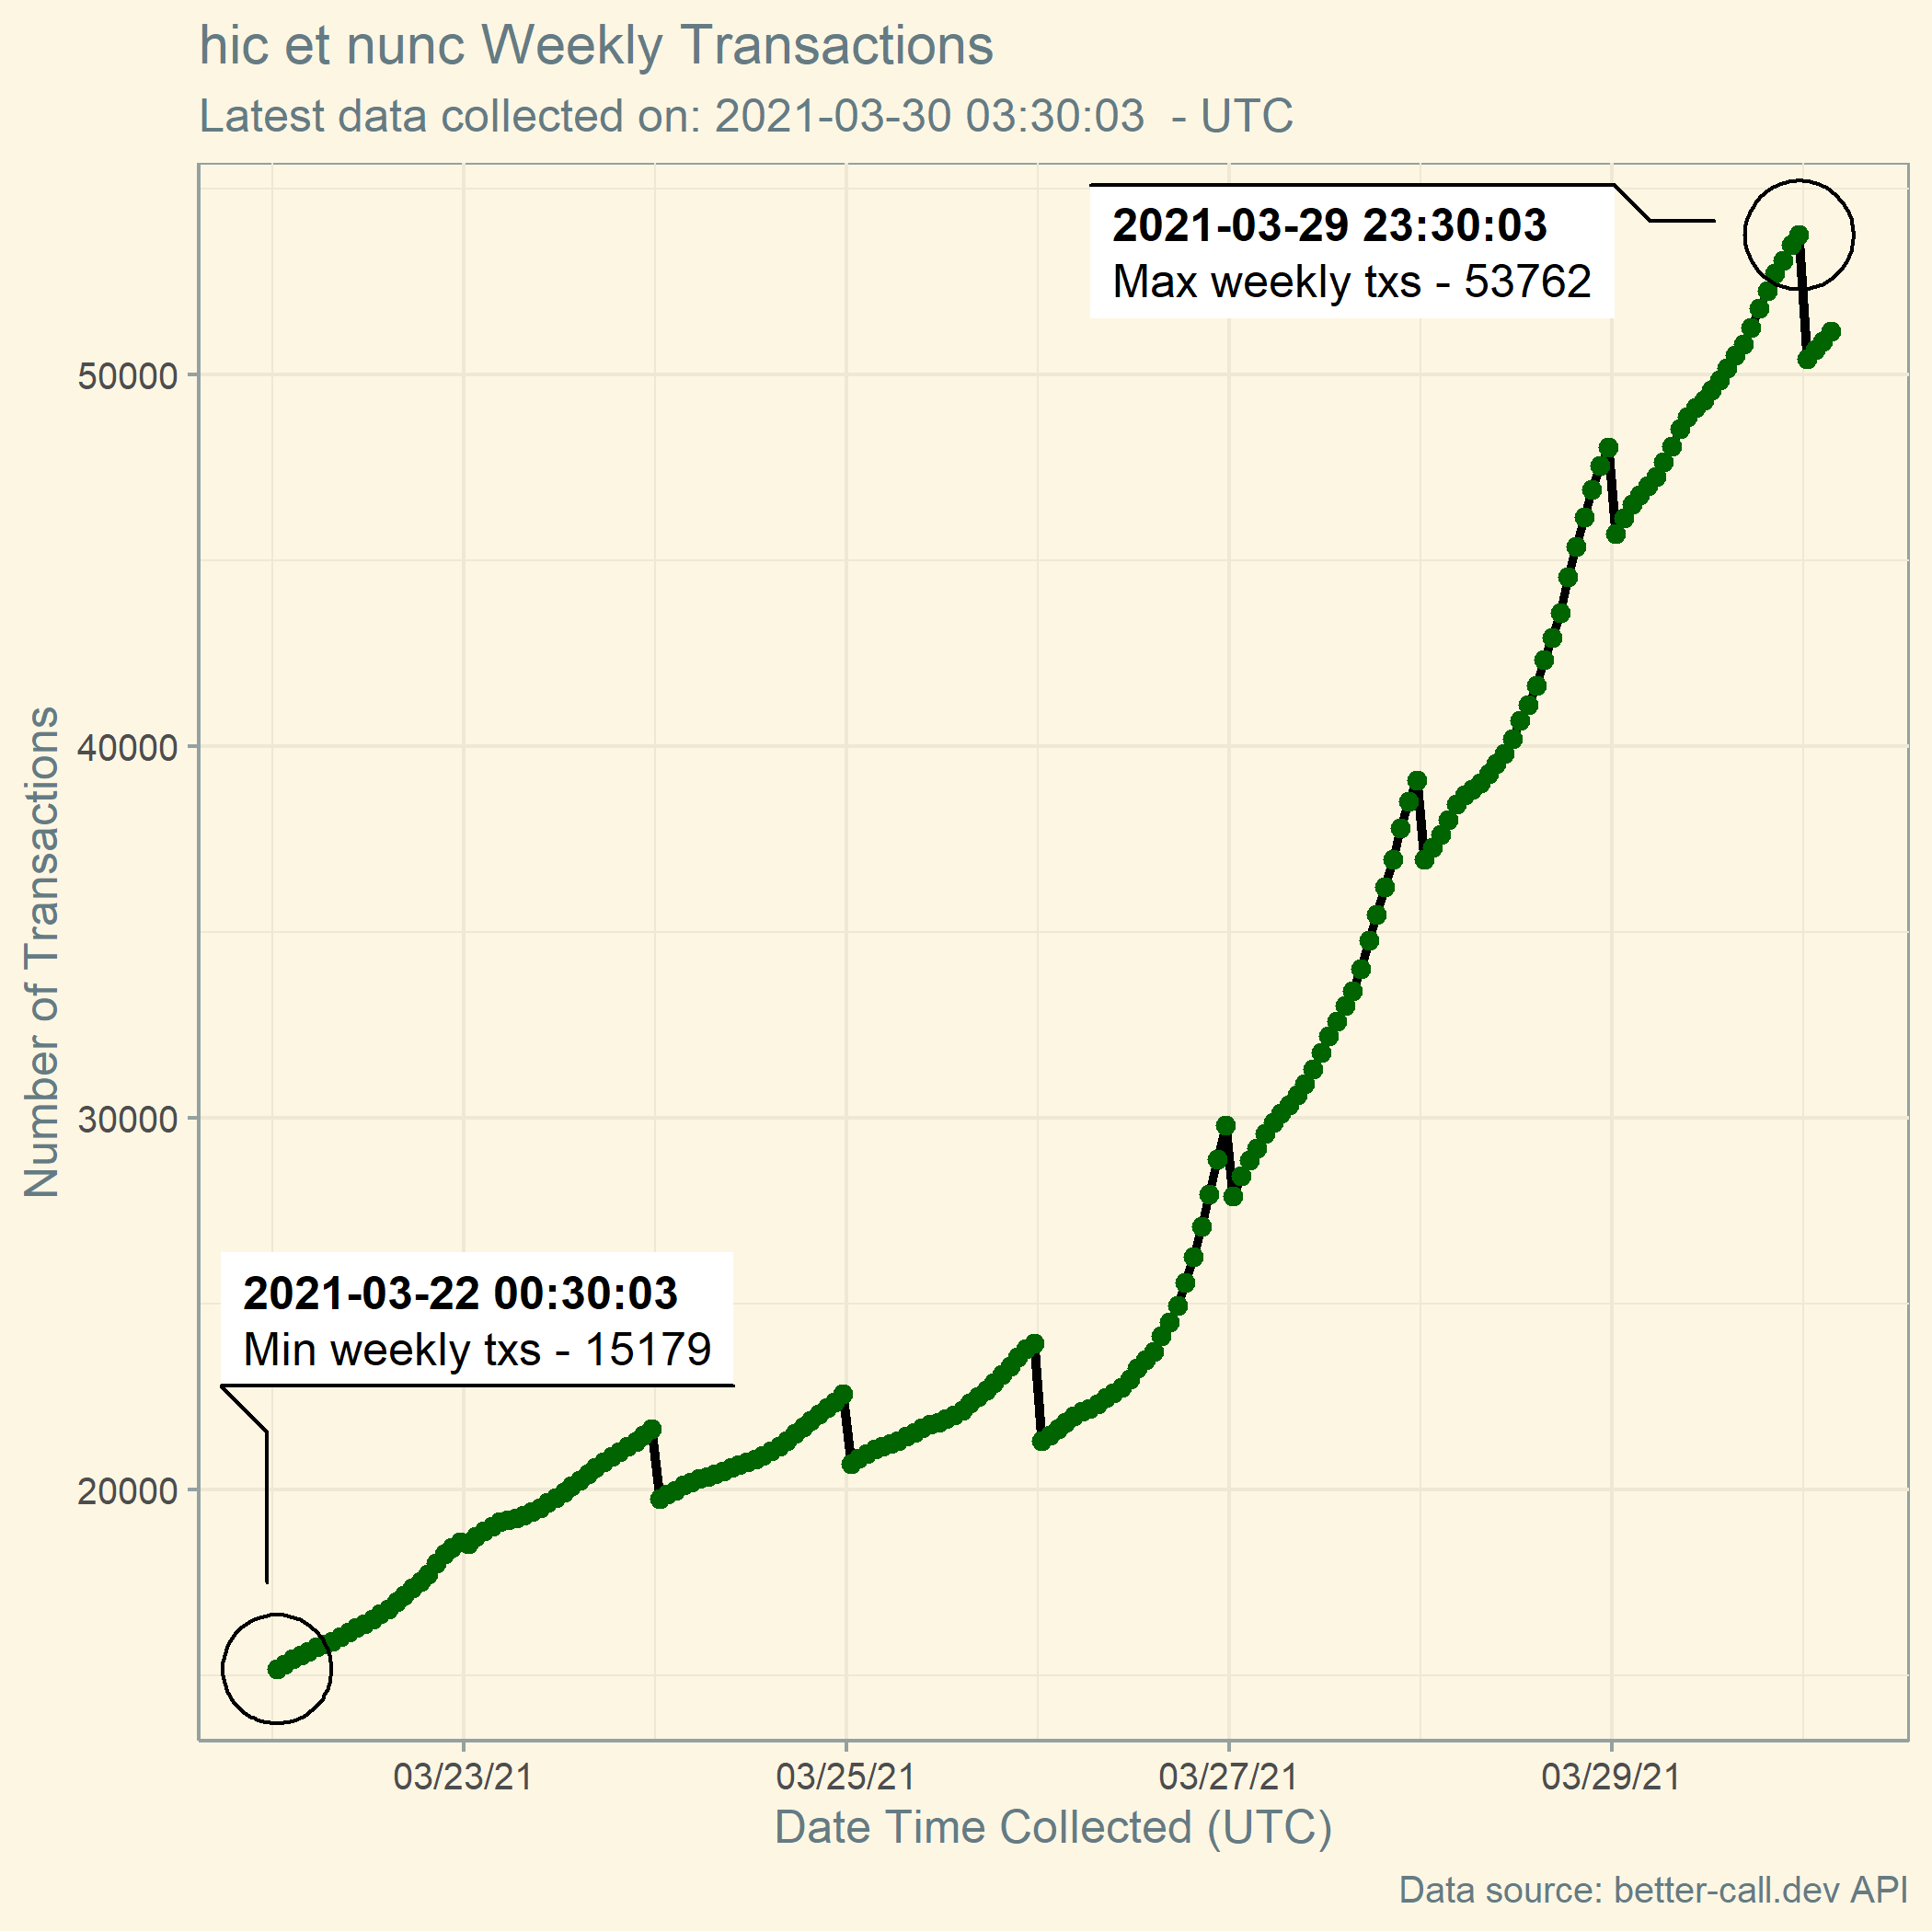 hic et nunc Weekly Transactions
Latest data collected on: 2021-03-30 03:30:03  - UTC
2021-03-29 23:30:03
Max weekly txs - 53762
50000
40000
30000
20000
Number of Transactions
2021-03-22 00:30:03
Min weekly txs - 15179
03/23/21 03/25/21 03/27/21 03/29/21
Date Time Collected (UTC)
Data source: better-call.dev API